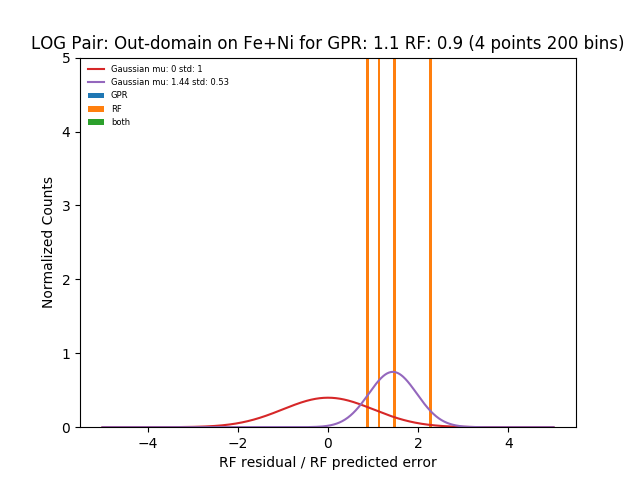 LOG Pair: Out-domain on Fe+Ni for GPR: 1.1 RF: 0.9 (4 points 200 bins)
Gaussian mu: 0 std: 1
Gaussian mu: 1.44 std: 0.53
GPR
RF
both
5
4
3
2
1
0
Normalized Counts
−4 −2 0 2 4
RF residual / RF predicted error